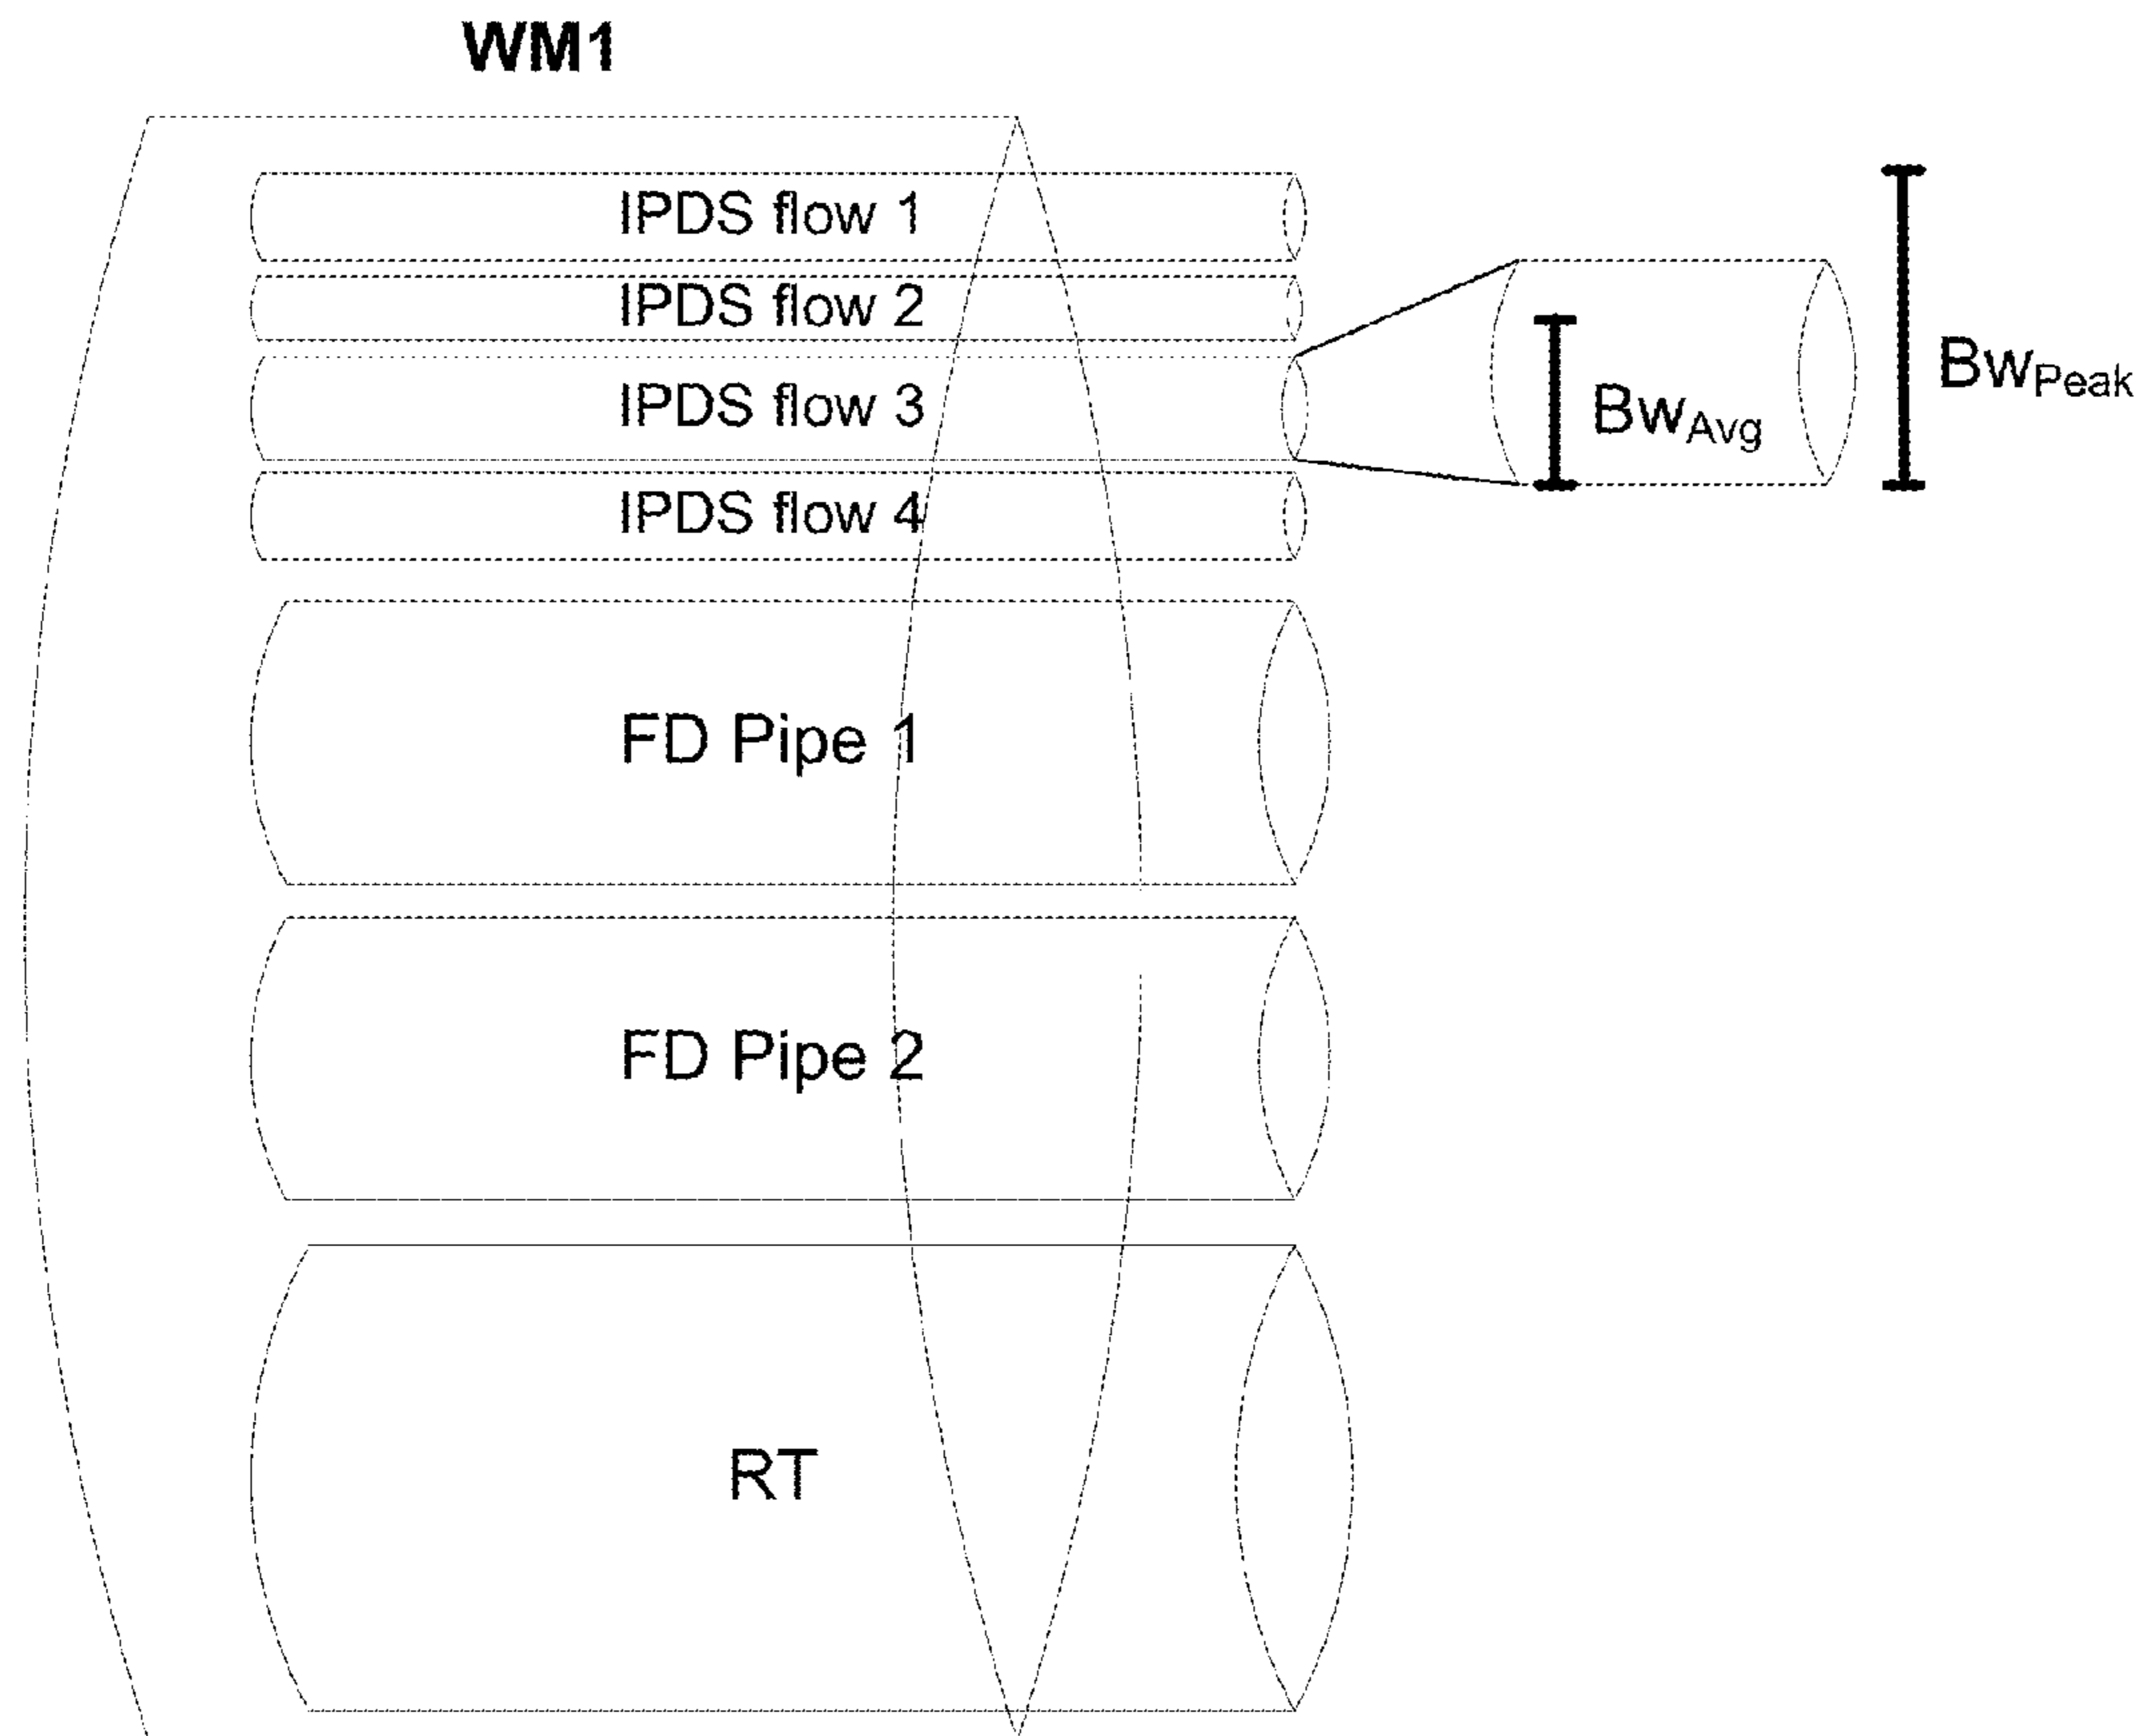 WM1
IPDS flow 1
IPDS flow 2
IPDS flow 3
IPDS flow 4
BwAvg
BwPeak
FD Pipe 1
FD Pipe 2
RT